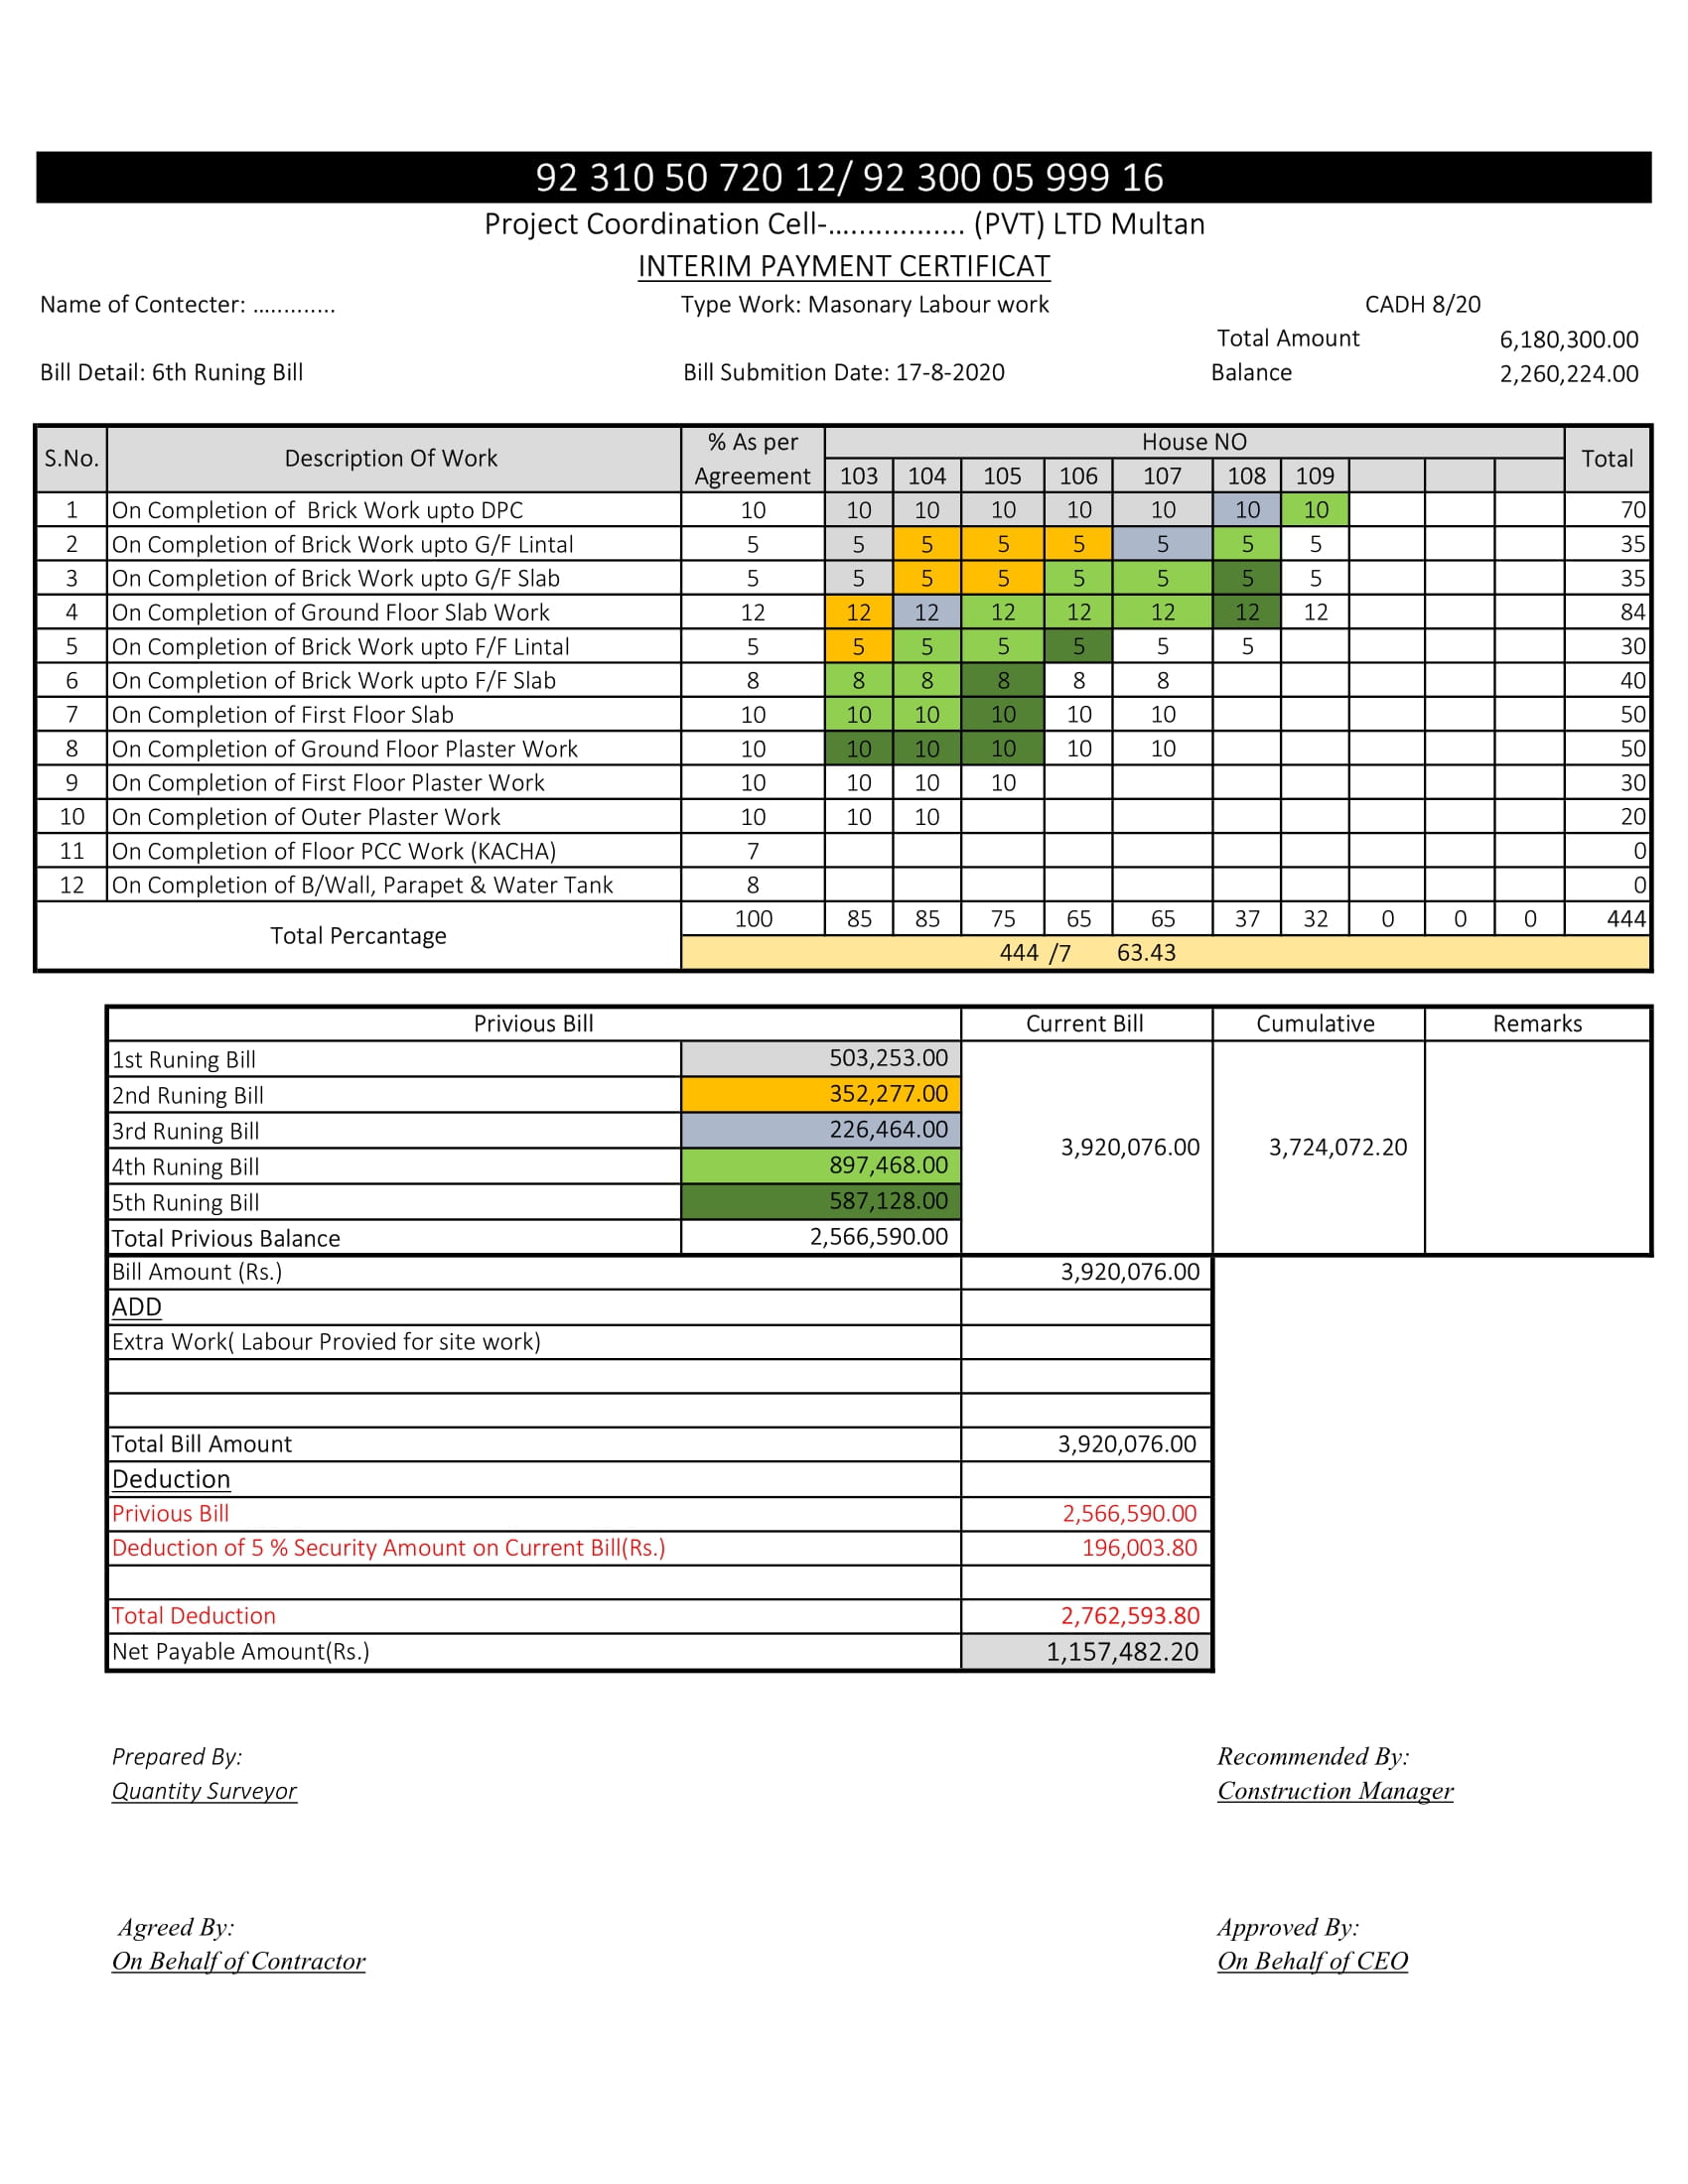 92 310 50 720 12/ 92 300 05 999 16
Project Coordination Cell-................. (PVT) LTD Multan
INTERIM PAYMENT CERTIFICAT
Name of Contecter: ............ Type Work: Masonary Labour work CADH 8/20
Total Amount 6,180,300.00
Bill Detail: 6th Runing Bill Bill Submition Date: 17-8-2020 Balance 2,260,224.00
S.No. Description Of Work % As per Agreement House NO Total
103 104 105 106 107 108 109
1 On Completion of Brick Work upto DPC 10 10 10 10 10 10 10 10 70
2 On Completion of Brick Work upto G/F Lintal 5 5 5 5 5 5 5 5 35
3 On Completion of Brick Work upto G/F Slab 5 5 5 5 5 5 5 5 35
4 On Completion of Ground Floor Slab Work 12 12 12 12 12 12 12 12 84
5 On Completion of Brick Work upto F/F Lintal 5 5 5 5 5 5 5 30
6 On Completion of Brick Work upto F/F Slab 8 8 8 8 8 8 40
7 On Completion of First Floor Slab 10 10 10 10 10 10 50
8 On Completion of Ground Floor Plaster Work 10 10 10 10 10 10 50
9 On Completion of First Floor Plaster Work 10 10 10 10 30
10 On Completion of Outer Plaster Work 10 10 10 20
11 On Completion of Floor PCC Work (KACHA) 7 0
12 On Completion of B/Wall, Parapet & Water Tank 8 0
Total Percantage 100 85 85 75 65 65 37 32 0 0 0 444
444 /7 63.43
Privious Bill Current Bill Cumulative Remarks
1st Runing Bill 503,253.00
2nd Runing Bill 352,277.00
3rd Runing Bill 226,464.00
3,920,076.00 3,724,072.20
4th Runing Bill 897,468.00
5th Runing Bill 587,128.00
Total Privious Balance 2,566,590.00
Bill Amount (Rs.) 3,920,076.00
ADD
Extra Work( Labour Provied for site work)
Total Bill Amount 3,920,076.00
Deduction
Privious Bill 2,566,590.00
Deduction of 5 % Security Amount on Current Bill(Rs.) 196,003.80
Total Deduction 2,762,593.80
Net Payable Amount(Rs.) 1,157,482.20
Prepared By: Recommended By:
Quantity Surveyor Construction Manager
Agreed By: Approved By:
On Behalf of Contractor On Behalf of CEO